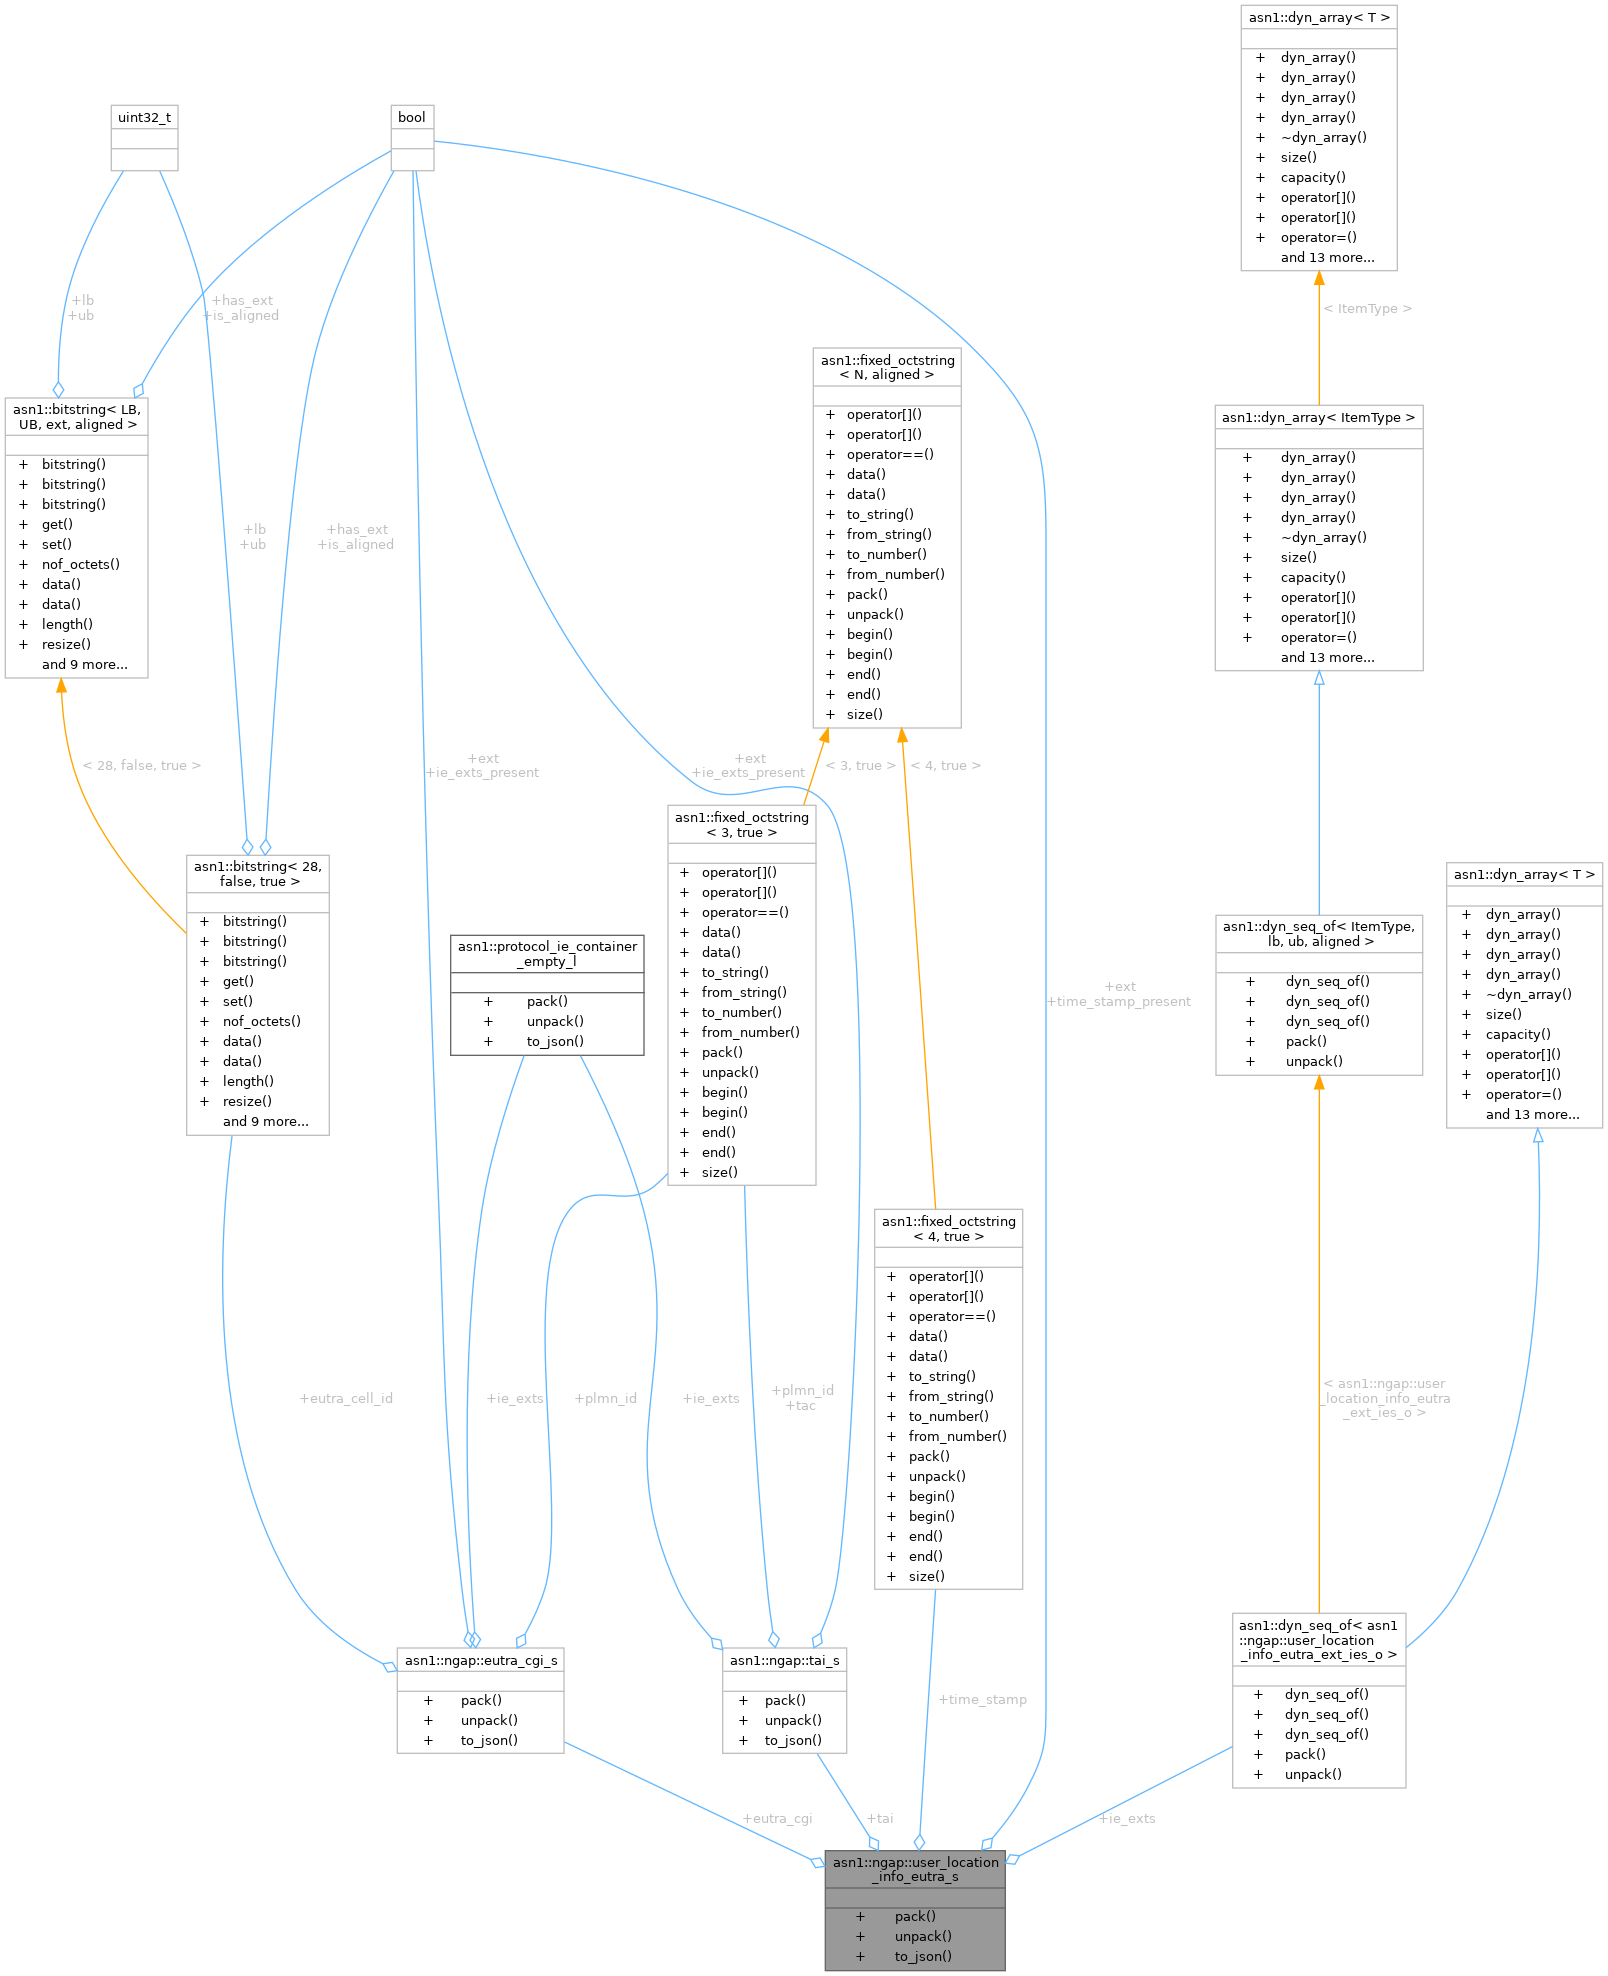 asn1::dyn_array< T >
+ dyn_array()
+ dyn_array()
+ dyn_array()
+ dyn_array()
+ ~dyn_array()
+ size()
+ capacity()
+ operator[]()
+ operator[]()
+ operator=()
and 13 more...
uint32_t
bool
+lb
+ub
+has_ext
+is_aligned
< ItemType >
asn1::bitstring< LB,
UB, ext, aligned >
+ bitstring()
+ bitstring()
+ bitstring()
+ get()
+ set()
+ nof_octets()
+ data()
+ data()
+ length()
+ resize()
and 9 more...
+lb
+ub
+has_ext
+is_aligned
asn1::fixed_octstring
< N, aligned >
+ operator[]()
+ operator[]()
+ operator==()
+ data()
+ data()
+ to_string()
+ from_string()
+ to_number()
+ from_number()
+ pack()
+ unpack()
+ begin()
+ begin()
+ end()
+ end()
+ size()
asn1::dyn_array< ItemType >
+ dyn_array()
+ dyn_array()
+ dyn_array()
+ dyn_array()
+ ~dyn_array()
+ size()
+ capacity()
+ operator[]()
+ operator[]()
+ operator=()
and 13 more...
< 28, false, true >
+ext
+ie_exts_present
+ext
+ie_exts_present
< 3, true >
< 4, true >
asn1::bitstring< 28,
false, true >
+ bitstring()
+ bitstring()
+ bitstring()
+ get()
+ set()
+ nof_octets()
+ data()
+ data()
+ length()
+ resize()
and 9 more...
asn1::protocol_ie_container
_empty_l
+ pack()
+ unpack()
+ to_json()
asn1::fixed_octstring
< 3, true >
+ operator[]()
+ operator[]()
+ operator==()
+ data()
+ data()
+ to_string()
+ from_string()
+ to_number()
+ from_number()
+ pack()
+ unpack()
+ begin()
+ begin()
+ end()
+ end()
+ size()
+ext
+time_stamp_present
asn1::dyn_seq_of< ItemType,
lb, ub, aligned >
+ dyn_seq_of()
+ dyn_seq_of()
+ dyn_seq_of()
+ pack()
+ unpack()
asn1::dyn_array< T >
+ dyn_array()
+ dyn_array()
+ dyn_array()
+ dyn_array()
+ ~dyn_array()
+ size()
+ capacity()
+ operator[]()
+ operator[]()
+ operator=()
and 13 more...
asn1::fixed_octstring
< 4, true >
+ operator[]()
+ operator[]()
+ operator==()
+ data()
+ data()
+ to_string()
+ from_string()
+ to_number()
+ from_number()
+ pack()
+ unpack()
+ begin()
+ begin()
+ end()
+ end()
+ size()
+eutra_cell_id
+ie_exts
+plmn_id
+ie_exts
+plmn_id
+tac
< asn1::ngap::user
_location_info_eutra
_ext_ies_o >
asn1::ngap::eutra_cgi_s
+ pack()
+ unpack()
+ to_json()
asn1::ngap::tai_s
+ pack()
+ unpack()
+ to_json()
+time_stamp
asn1::dyn_seq_of< asn1
::ngap::user_location
_info_eutra_ext_ies_o >
+ dyn_seq_of()
+ dyn_seq_of()
+ dyn_seq_of()
+ pack()
+ unpack()
+eutra_cgi
+tai
+ie_exts
asn1::ngap::user_location
_info_eutra_s
+ pack()
+ unpack()
+ to_json()